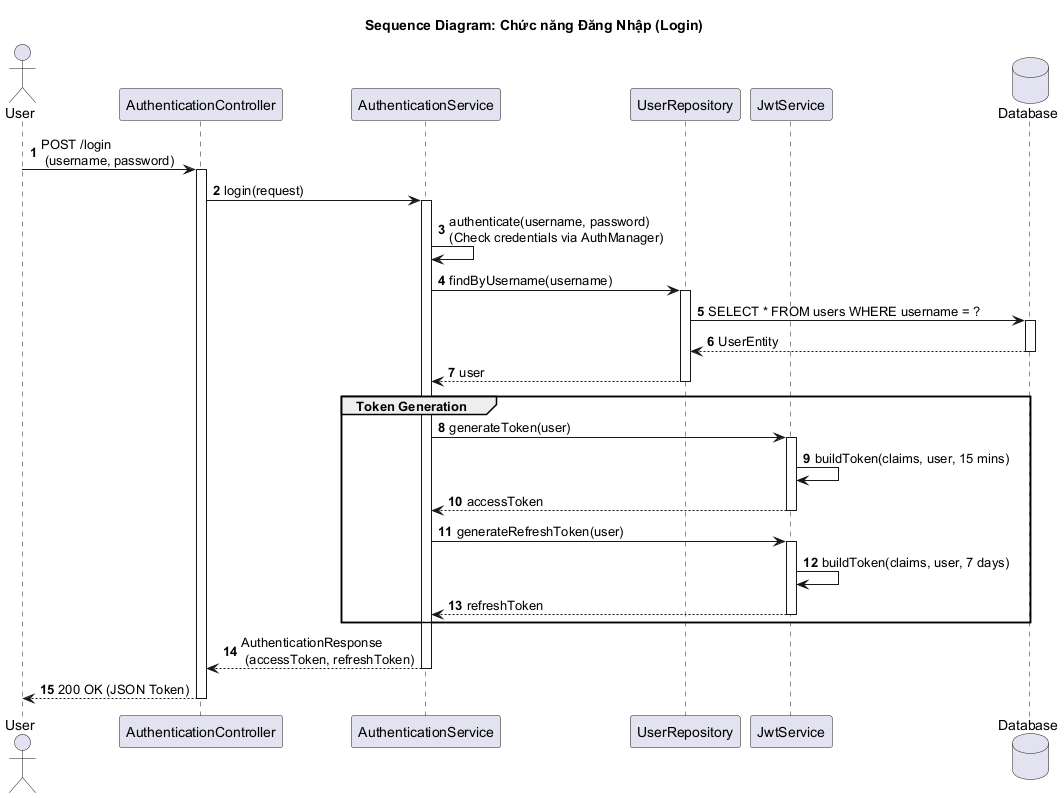 Sequence Diagram: Chức năng Đăng Nhập (Login)
User
AuthenticationController
AuthenticationService
UserRepository
JwtService
Database
1 POST /login
(username, password)
2 login(request)
3 authenticate(username, password)
(Check credentials via AuthManager)
4 findByUsername(username)
5 SELECT * FROM users WHERE username = ?
6 UserEntity
7 user
Token Generation
8 generateToken(user)
9 buildToken(claims, user, 15 mins)
10 accessToken
11 generateRefreshToken(user)
12 buildToken(claims, user, 7 days)
13 refreshToken
14 AuthenticationResponse
(accessToken, refreshToken)
15 200 OK (JSON Token)
User
AuthenticationController
AuthenticationService
UserRepository
JwtService
Database